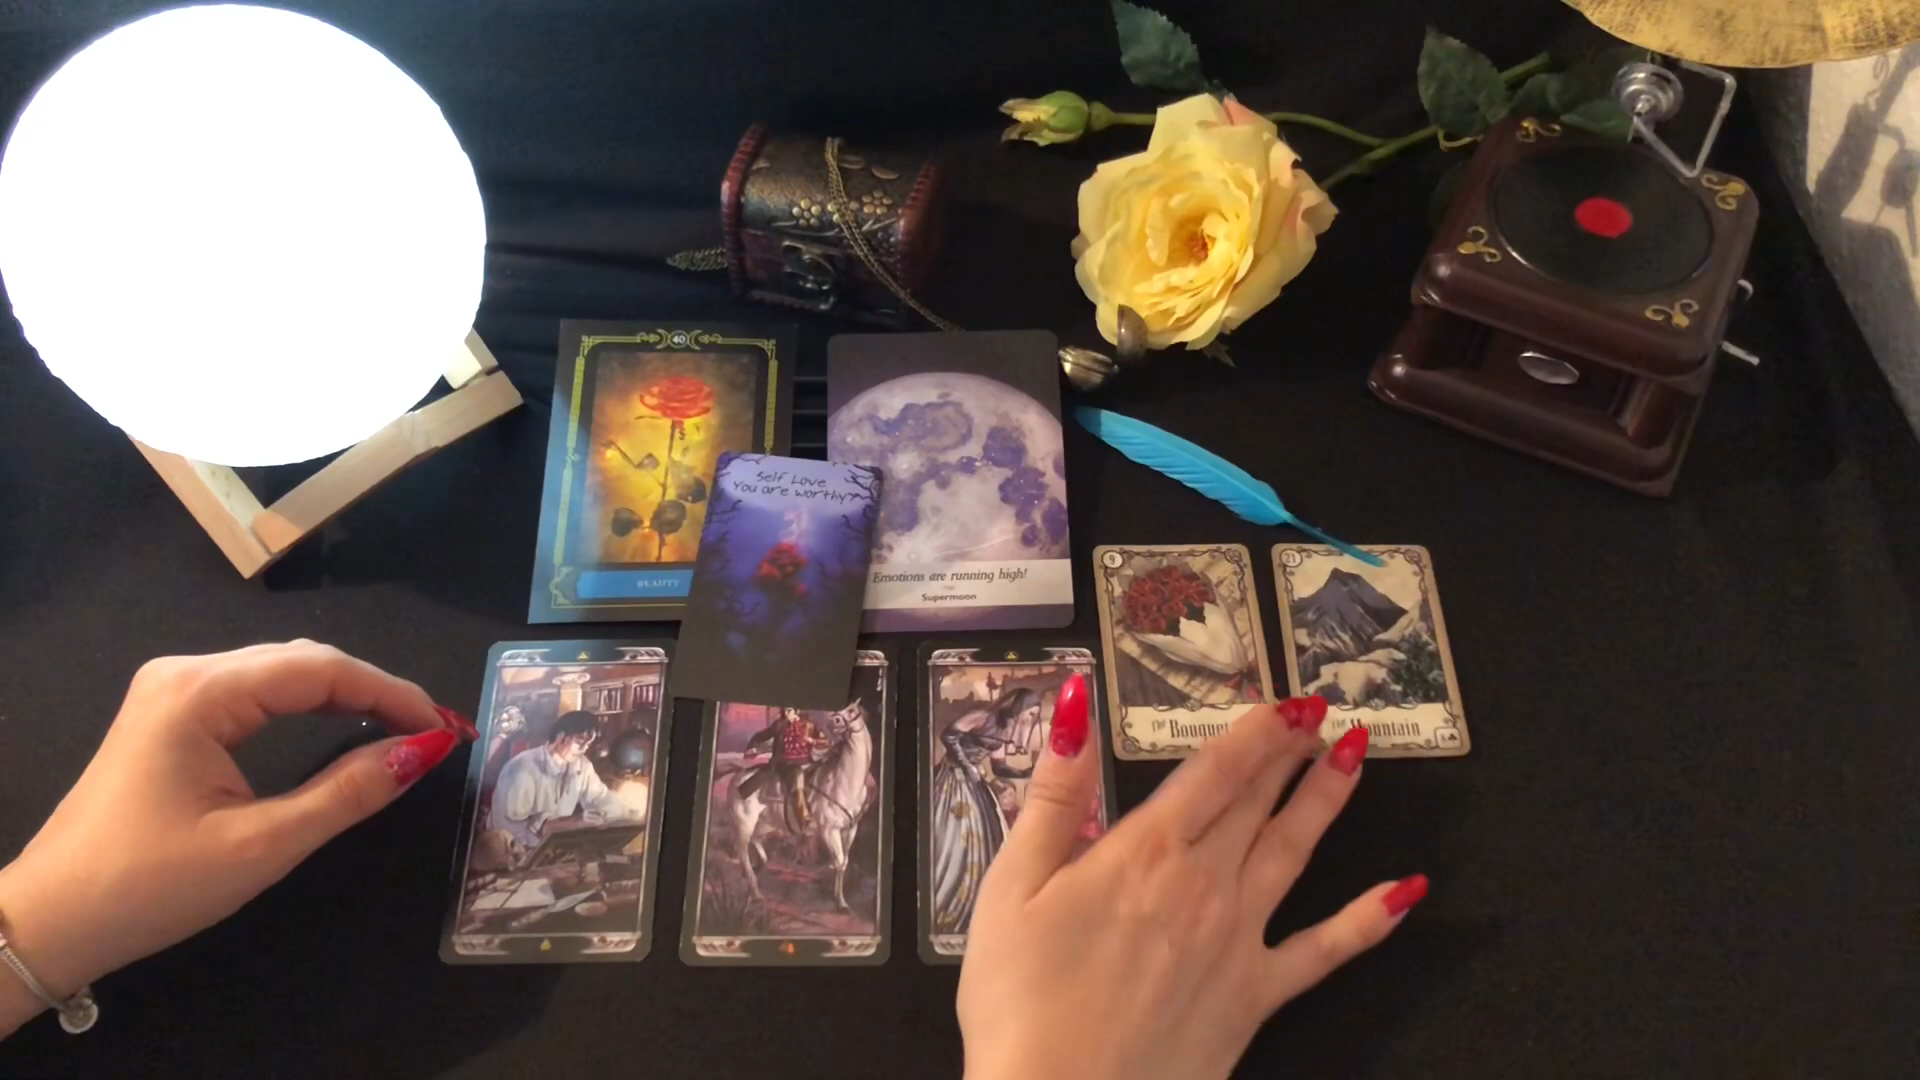 40
BEAUTY
Self Love
You are worthy
Emotions are running high!
Supermoon
9
THE Bouquet
21
THE Mountain